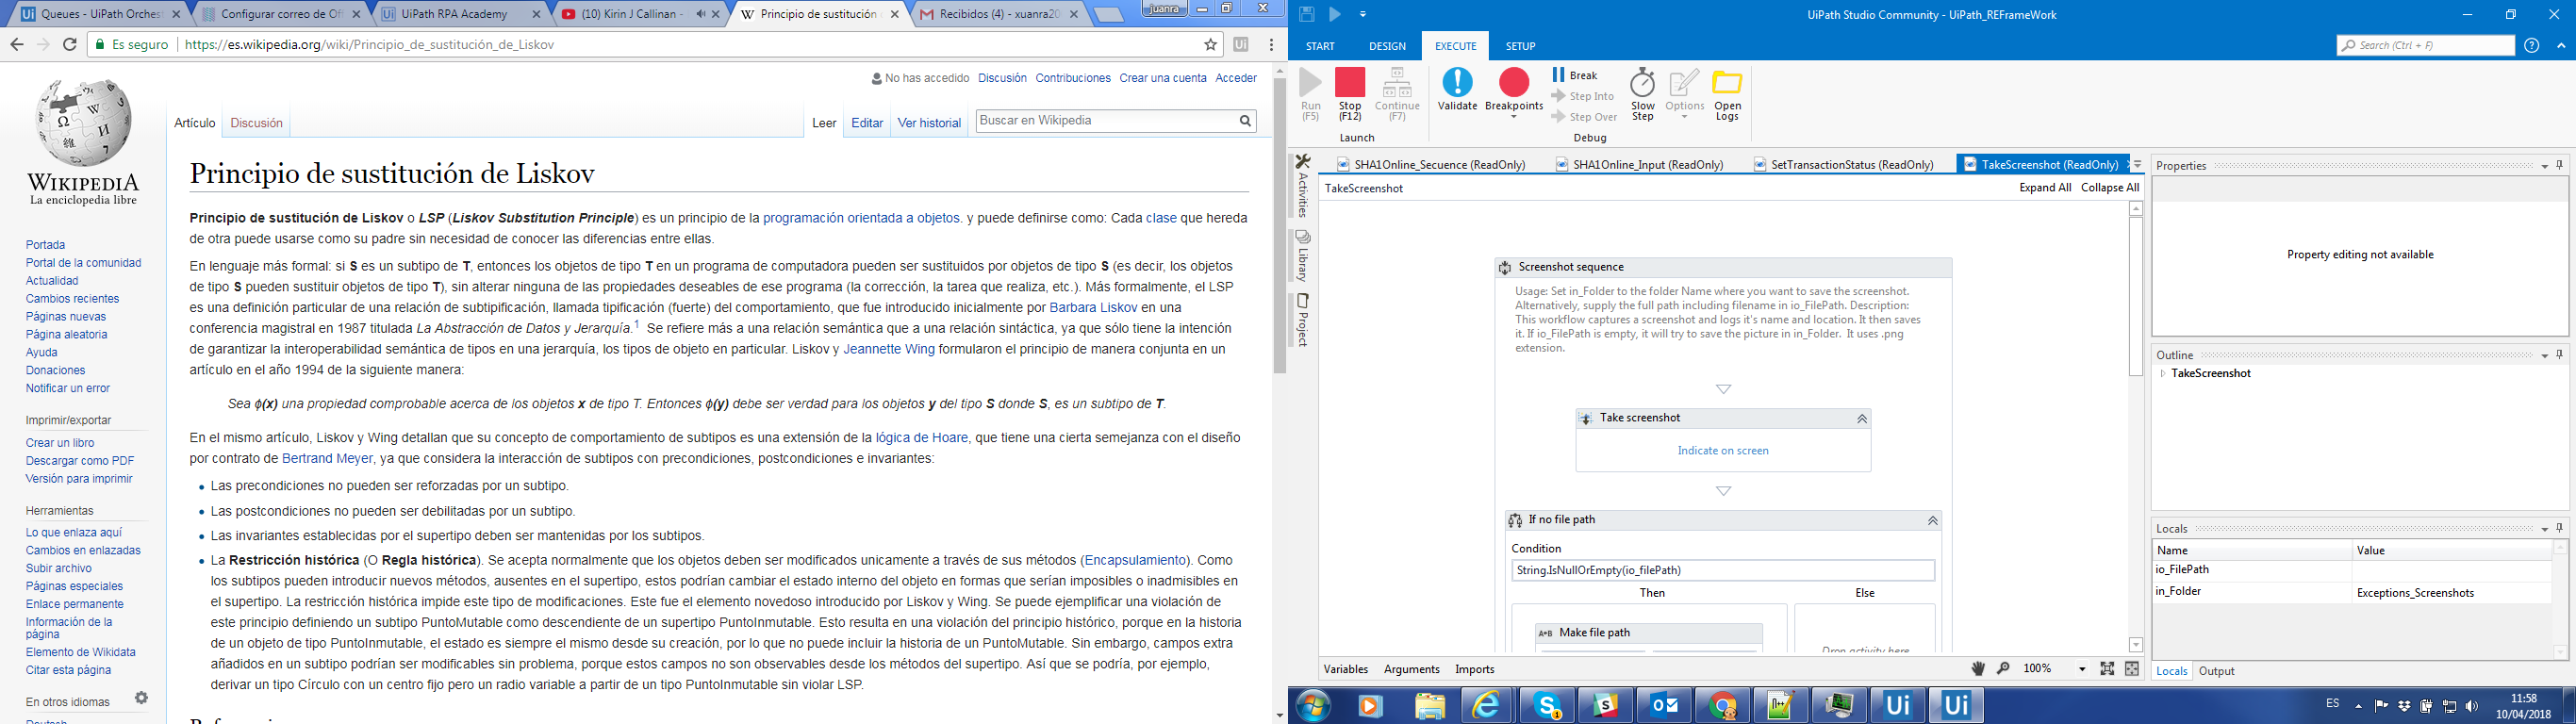 Queues - UiPath Orchest
Configurar correo de Of
UiPath RPA Academy
(10) Kirin J Callinan -
Principio de sustitución
Recibidos (4) - xuanra20
juanra
Es seguro
https://es.wikipedia.org/wiki/Principio_de_sustitución_de_Liskov
WIKIPEDIA
La enciclopedia libre
No has accedido Discusión Contribuciones Crear una cuenta Acceder
Artículo Discusión
Leer Editar Ver historial
Buscar en Wikipedia
Portada
Portal de la comunidad
Actualidad
Cambios recientes
Páginas nuevas
Página aleatoria
Ayuda
Donaciones
Notificar un error
Imprimir/exportar
Crear un libro
Descargar como PDF
Versión para imprimir
Herramientas
Lo que enlaza aquí
Cambios en enlazadas
Subir archivo
Páginas especiales
Enlace permanente
Información de la
página
Elemento de Wikidata
Citar esta página
En otros idiomas
Deutsch
Principio de sustitución de Liskov
Principio de sustitución de Liskov o LSP (Liskov Substitution Principle) es un principio de la programación orientada a objetos. y puede definirse como: Cada clase que hereda
de otra puede usarse como su padre sin necesidad de conocer las diferencias entre ellas.
En lenguaje más formal: si S es un subtipo de T, entonces los objetos de tipo T en un programa de computadora pueden ser sustituidos por objetos de tipo S (es decir, los objetos
de tipo S pueden sustituir objetos de tipo T), sin alterar ninguna de las propiedades deseables de ese programa (la corrección, la tarea que realiza, etc.). Más formalmente, el LSP
es una definición particular de una relación de subtipificación, llamada tipificación (fuerte) del comportamiento, que fue introducido inicialmente por Barbara Liskov en una
conferencia magistral en 1987 titulada La Abstracción de Datos y Jerarquía.1 Se refiere más a una relación semántica que a una relación sintáctica, ya que sólo tiene la intención
de garantizar la interoperabilidad semántica de tipos en una jerarquía, los tipos de objeto en particular. Liskov y Jeannette Wing formularon el principio de manera conjunta en un
artículo en el año 1994 de la siguiente manera:
Sea ϕ(x) una propiedad comprobable acerca de los objetos x de tipo T. Entonces ϕ(y) debe ser verdad para los objetos y del tipo S donde S, es un subtipo de T.
En el mismo artículo, Liskov y Wing detallan que su concepto de comportamiento de subtipos es una extensión de la lógica de Hoare, que tiene una cierta semejanza con el diseño
por contrato de Bertrand Meyer, ya que considera la interacción de subtipos con precondiciones, postcondiciones e invariantes:
Las precondiciones no pueden ser reforzadas por un subtipo.
Las postcondiciones no pueden ser debilitadas por un subtipo.
Las invariantes establecidas por el supertipo deben ser mantenidas por los subtipos.
La Restricción histórica (O Regla histórica). Se acepta normalmente que los objetos deben ser modificados unicamente a través de sus métodos (Encapsulamiento). Como
los subtipos pueden introducir nuevos métodos, ausentes en el supertipo, estos podrían cambiar el estado interno del objeto en formas que serían imposibles o inadmisibles en
el supertipo. La restricción histórica impide este tipo de modificaciones. Este fue el elemento novedoso introducido por Liskov y Wing. Se puede ejemplificar una violación de
este principio definiendo un subtipo PuntoMutable como descendiente de un supertipo PuntoInmutable. Esto resulta en una violación del principio histórico, porque en la historia
de un objeto de tipo PuntoInmutable, el estado es siempre el mismo desde su creación, por lo que no puede incluir la historia de un PuntoMutable. Sin embargo, campos extra
añadidos en un subtipo podrían ser modificables sin problema, porque estos campos no son observables desde los métodos del supertipo. Así que se podría, por ejemplo,
derivar un tipo Círculo con un centro fijo pero un radio variable a partir de un tipo PuntoInmutable sin violar LSP.
UiPath Studio Community - UiPath_REFrameWork
START DESIGN EXECUTE SETUP
Search (Ctrl + F)
Run
(F5)
Stop
(F12)
Continue
(F7)
Launch
Validate
Breakpoints
Break
Step Into
Step Over
Slow
Step
Options
Open
Logs
Debug
Activities
Library
Project
SHA1Online_Secuence (ReadOnly)
SHA1Online_Input (ReadOnly)
SetTransactionStatus (ReadOnly)
TakeScreenshot (ReadOnly)
TakeScreenshot
Expand All Collapse All
Screenshot sequence
Usage: Set in_Folder to the folder Name where you want to save the screenshot.
Alternatively, supply the full path including filename in io_FilePath. Description:
This workflow captures a screenshot and logs it's name and location. It then saves
it. If io_FilePath is empty, it will try to save the picture in in_Folder. It uses .png
extension.
Take screenshot
Indicate on screen
If no file path
Condition
String.IsNullOrEmpty(io_filePath)
Then Else
A+B Make file path
Drop activity here
Variables Arguments Imports
100%
Properties
Property editing not available
Outline
TakeScreenshot
Locals
Name Value
io_FilePath
in_Folder Exceptions_Screenshots
Locals Output
ES
11:58
10/04/2018